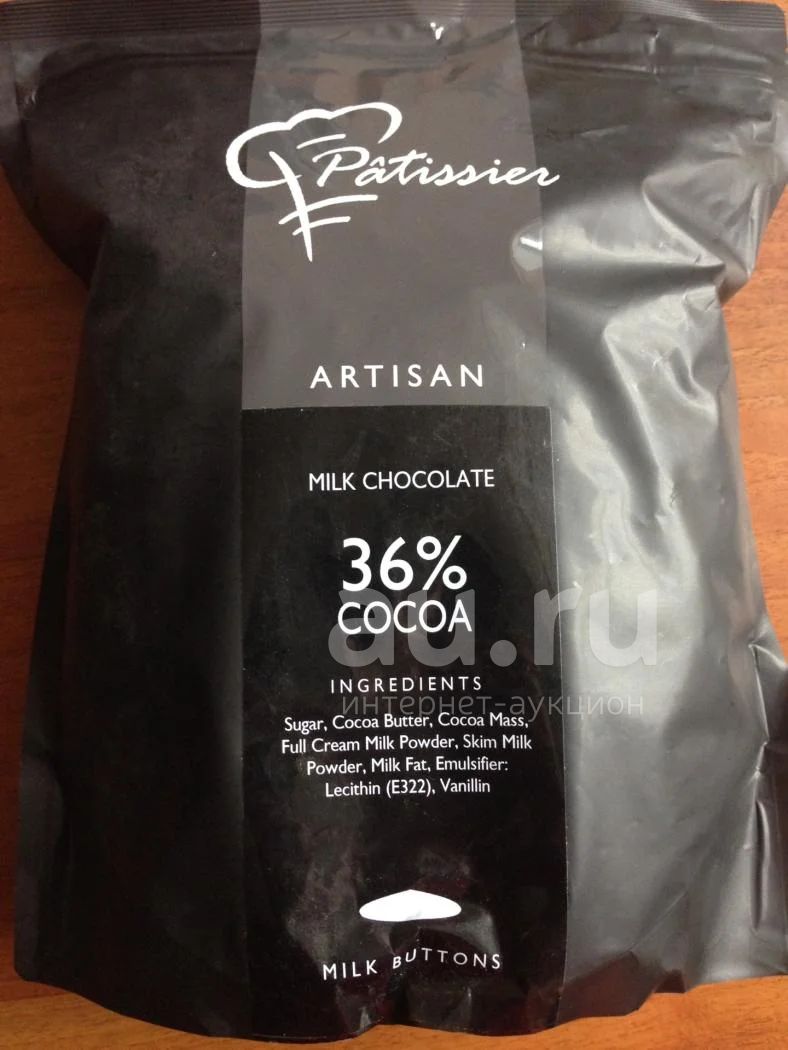 Pâtissier
ARTISAN
MILK CHOCOLATE
36%
COCOA
au.ru
INGREDIENTS
интернет-аукцион
Sugar, Cocoa Butter, Cocoa Mass,
Full Cream Milk Powder, Skim Milk
Powder, Milk Fat, Emulsifier:
Lecithin (E322), Vanillin
MILK BUTTONS